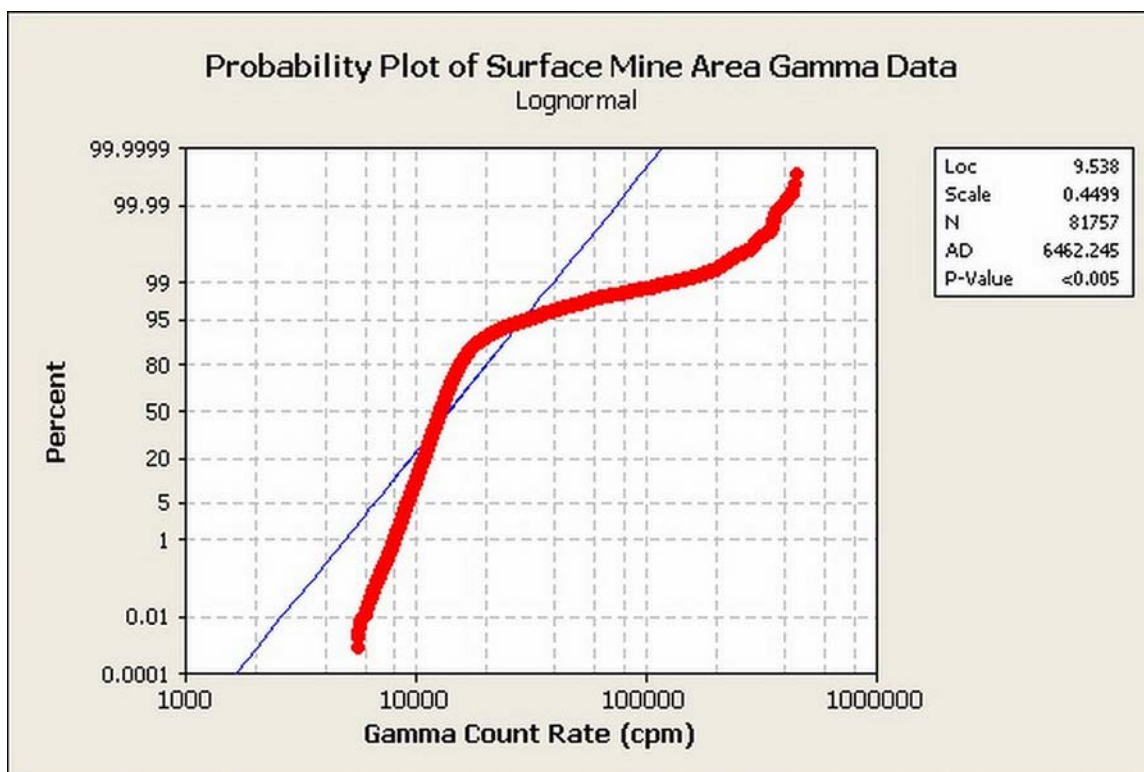 Probability Plot of Surface Mine Area Gamma Data
Lognormal
Percent
99.9999
99.99
99
95
80
50
20
5
1
0.01
0.0001
1000 10000 100000 1000000
Gamma Count Rate (cpm)
Loc 9.538
Scale 0.4499
N 81757
AD 6462.245
P-Value <0.005